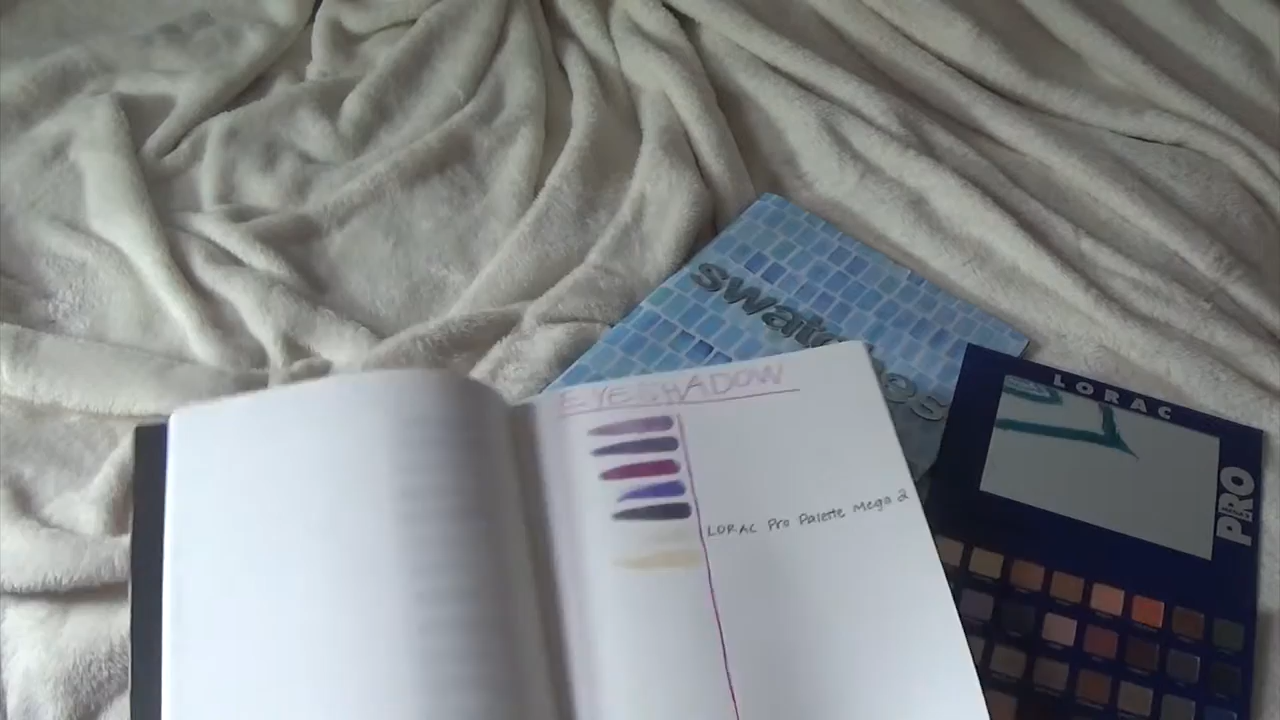 swatches
EYESHADOW
LORAC Pro Palette Mega 2
LORAC
PRO